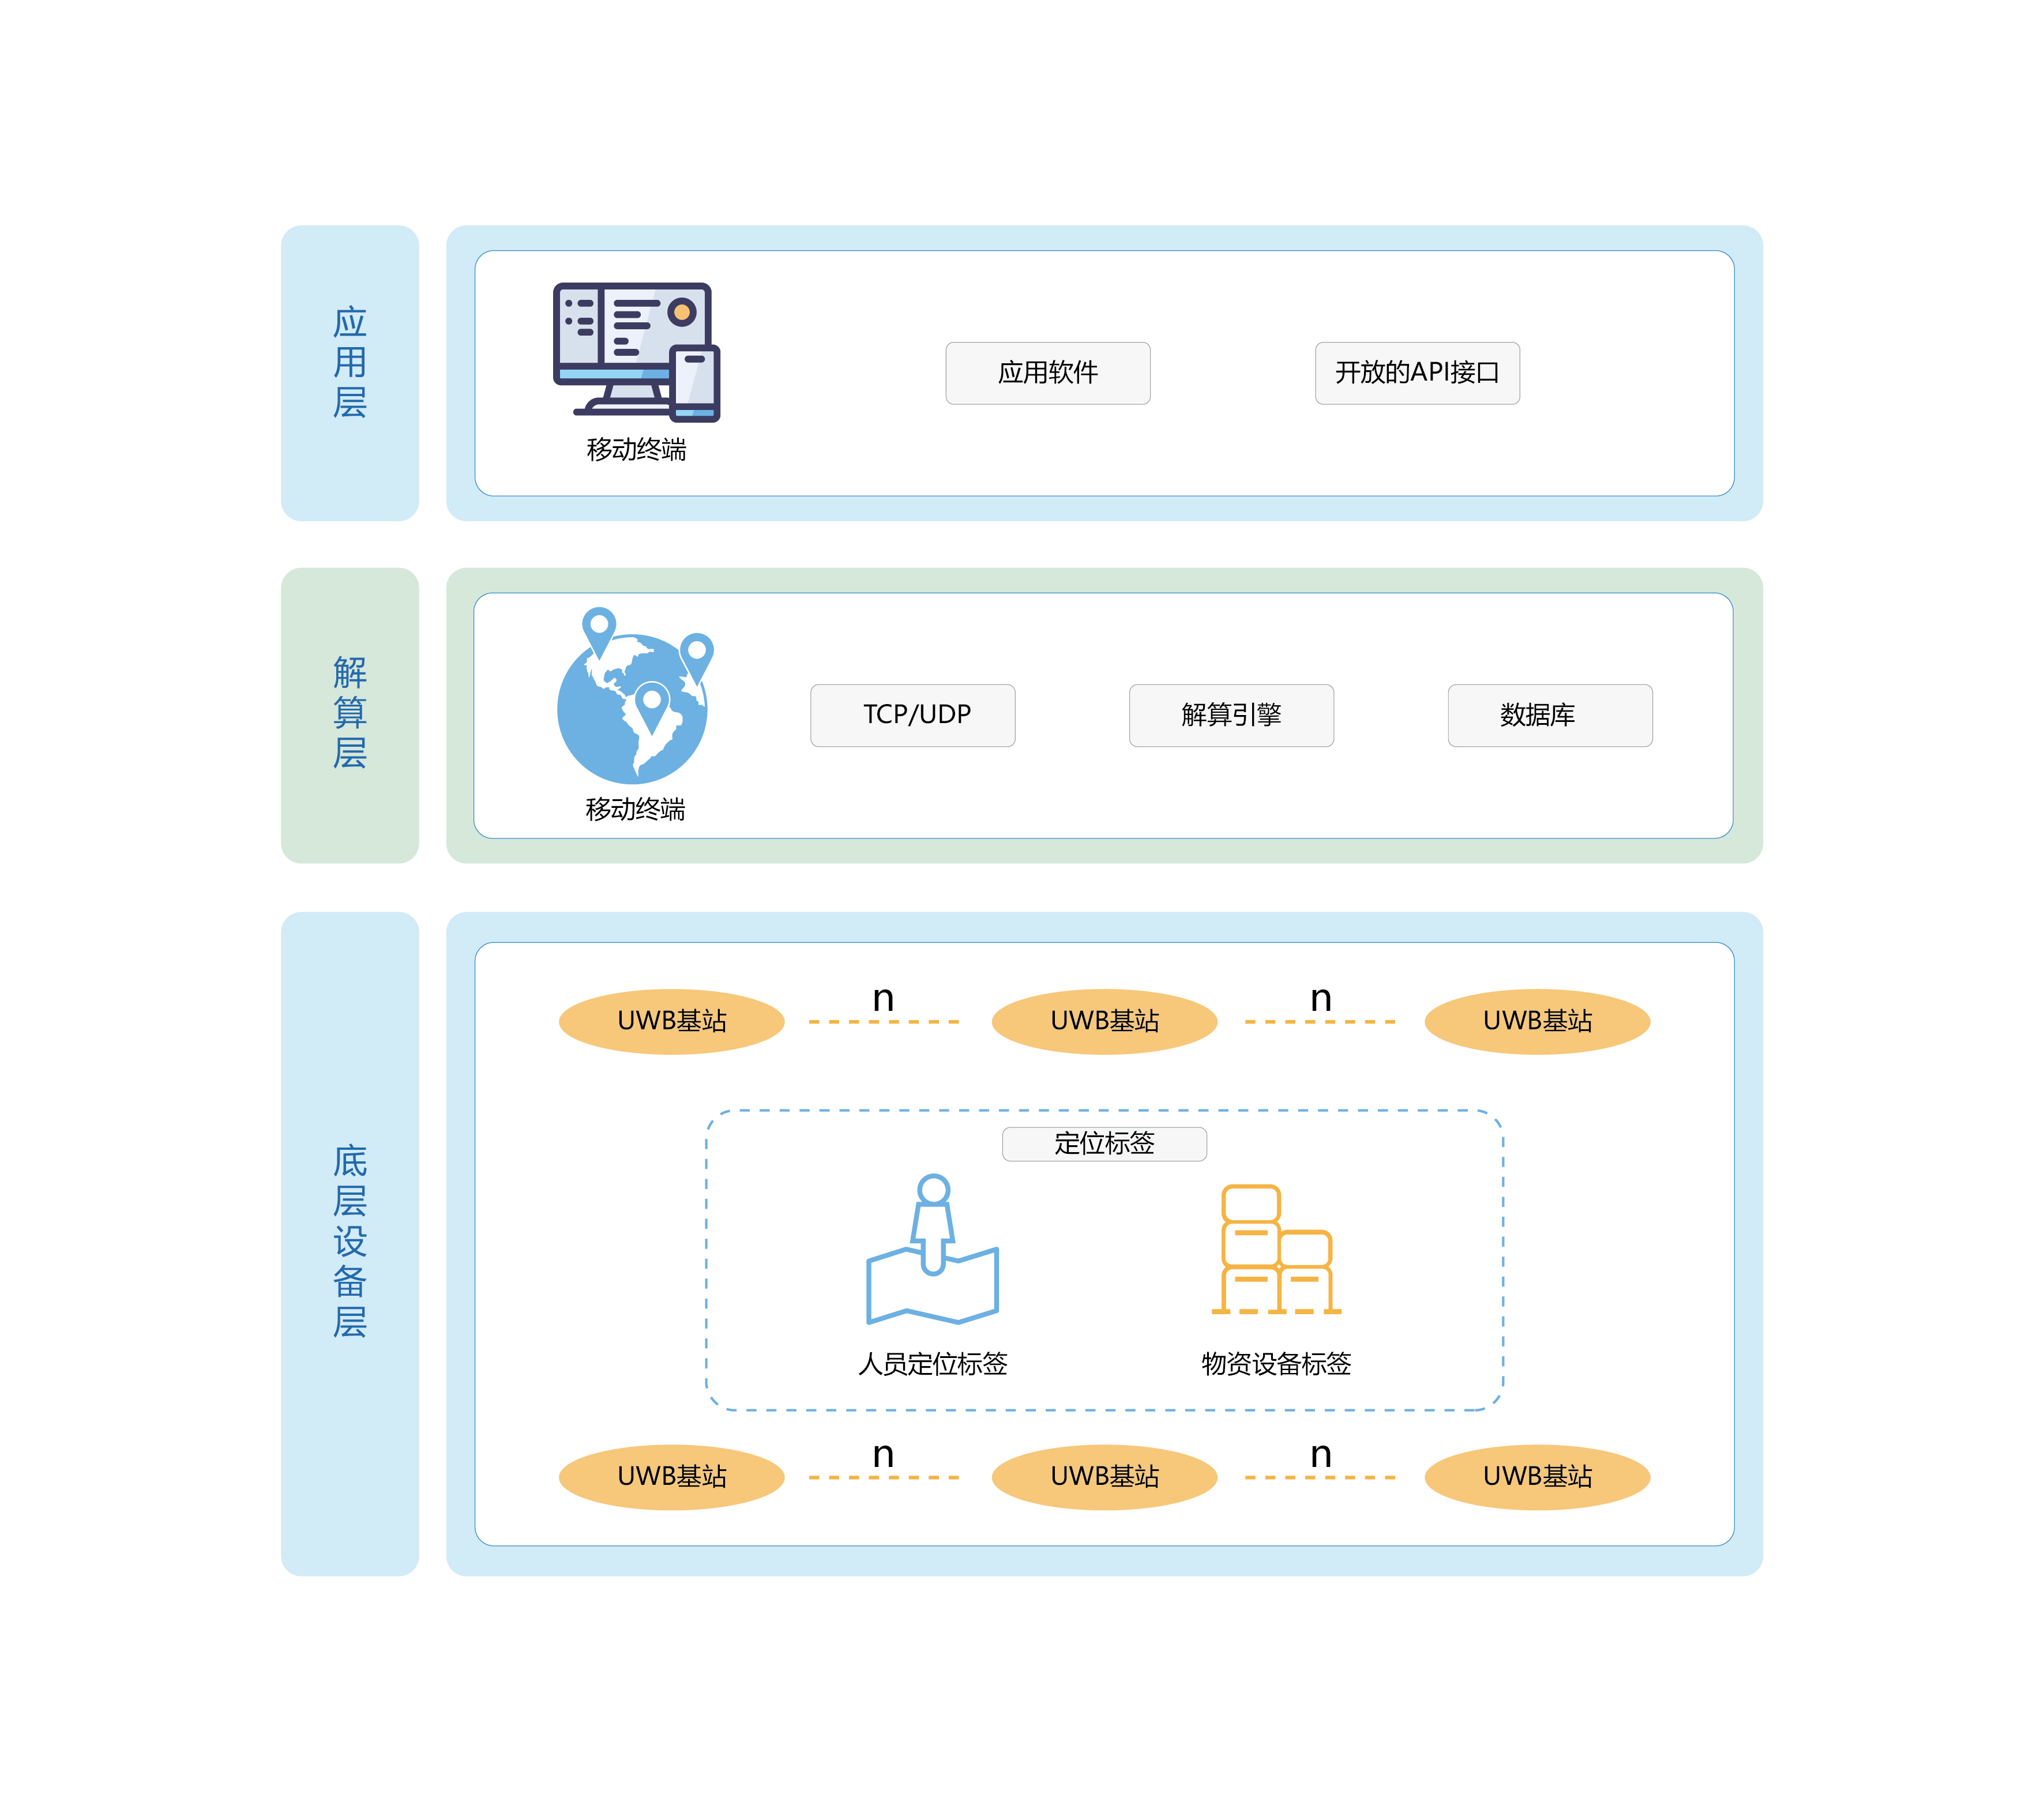 应用层
移动终端
应用软件
开放的API接口
解算层
移动终端
TCP/UDP
解算引擎
数据库
底层设备层
UWB基站
n
UWB基站
n
UWB基站
定位标签
人员定位标签
物资设备标签
UWB基站
n
UWB基站
n
UWB基站